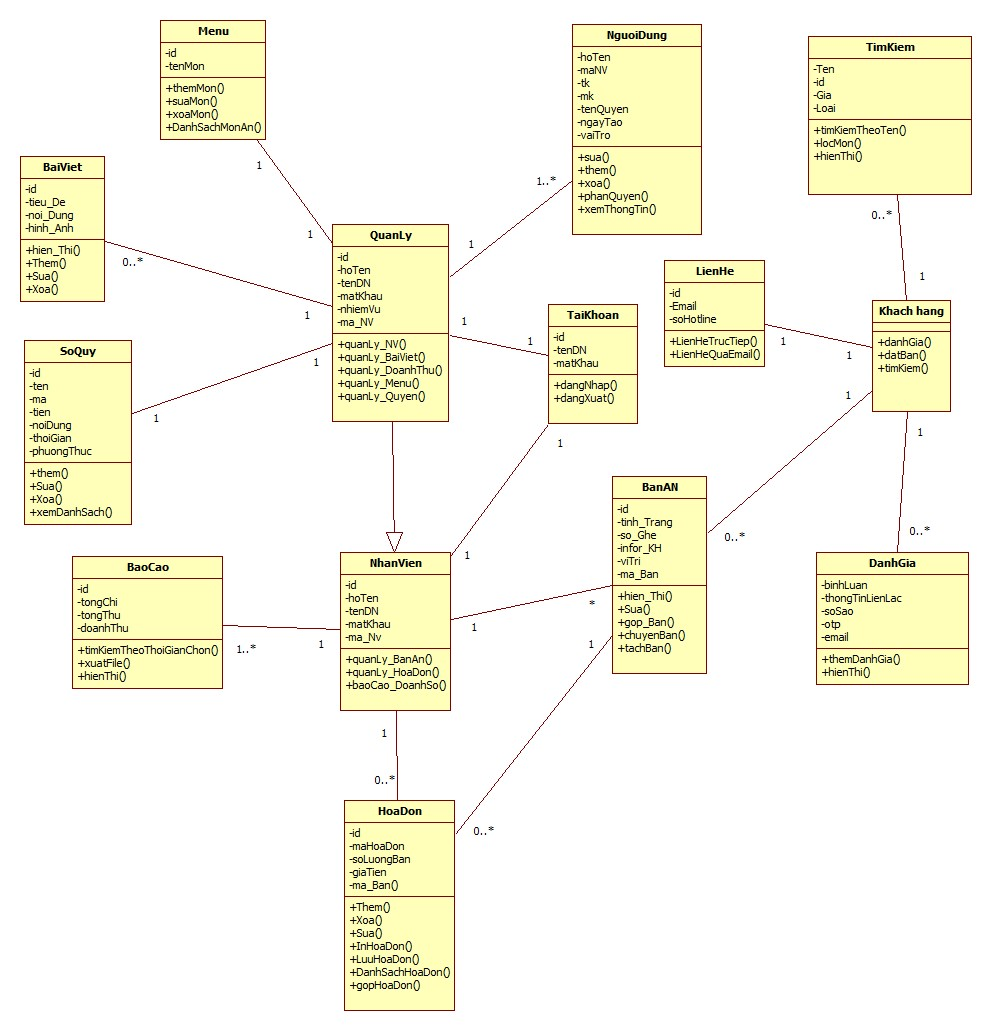 Menu
-id
-tenMon
+themMon()
+suaMon()
+xoaMon()
+DanhSachMonAn()
NguoiDung
-hoTen
-maNV
-tk
-mk
-tenQuyen
-ngayTao
-vaiTro
+sua()
+them()
+xoa()
+phanQuyen()
+xemThongTin()
TimKiem
-Ten
-id
-Gia
-Loai
+timKiemTheoTen()
+locMon()
+hienThi()
BaiViet
-id
-tieu_De
-noi_Dung
-hinh_Anh
+hien_Thi()
+Them()
+Sua()
+Xoa()
1
1
0..*
1
1..*
1
0..*
1
QuanLy
-id
-hoTen
-tenDN
-matKhau
-nhiemVu
-ma_NV
+quanLy_NV()
+quanLy_BaiViet()
+quanLy_DoanhThu()
+quanLy_Menu()
+quanLy_Quyen()
LienHe
-id
-Email
-soHotline
+LienHeTrucTiep()
+LienHeQuaEmail()
1
1
Khach hang
+danhGia()
+datBan()
+timKiem()
SoQuy
-id
-ten
-ma
-tien
-noiDung
-thoiGian
-phuongThuc
+them()
+Sua()
+Xoa()
+xemDanhSach()
1
1
1
1
TaiKhoan
-id
-tenDN
-matKhau
+dangNhap()
+dangXuat()
1
1
1
0..*
1
0..*
BanAN
-id
-tinh_Trang
-so_Ghe
-infor_KH
-viTri
-ma_Ban
+hien_Thi()
+Sua()
+gop_Ban()
+chuyenBan()
+tachBan()
BaoCao
-id
-tongChi
-tongThu
-doanhThu
+timKiemTheoThoiGianChon()
+xuatFile()
+hienThi()
1..*
1
NhanVien
-id
-hoTen
-tenDN
-matKhau
-ma_Nv
+quanLy_BanAn()
+quanLy_HoaDon()
+baoCao_DoanhSo()
1
*
DanhGia
-binhLuan
-thongTinLienLac
-soSao
-otp
-email
+themDanhGia()
+hienThi()
1
1
0..*
0..*
HoaDon
-id
-maHoaDon
-soLuongBan
-giaTien
-ma_Ban()
+Them()
+Xoa()
+Sua()
+InHoaDon()
+LuuHoaDon()
+DanhSachHoaDon()
+gopHoaDon()